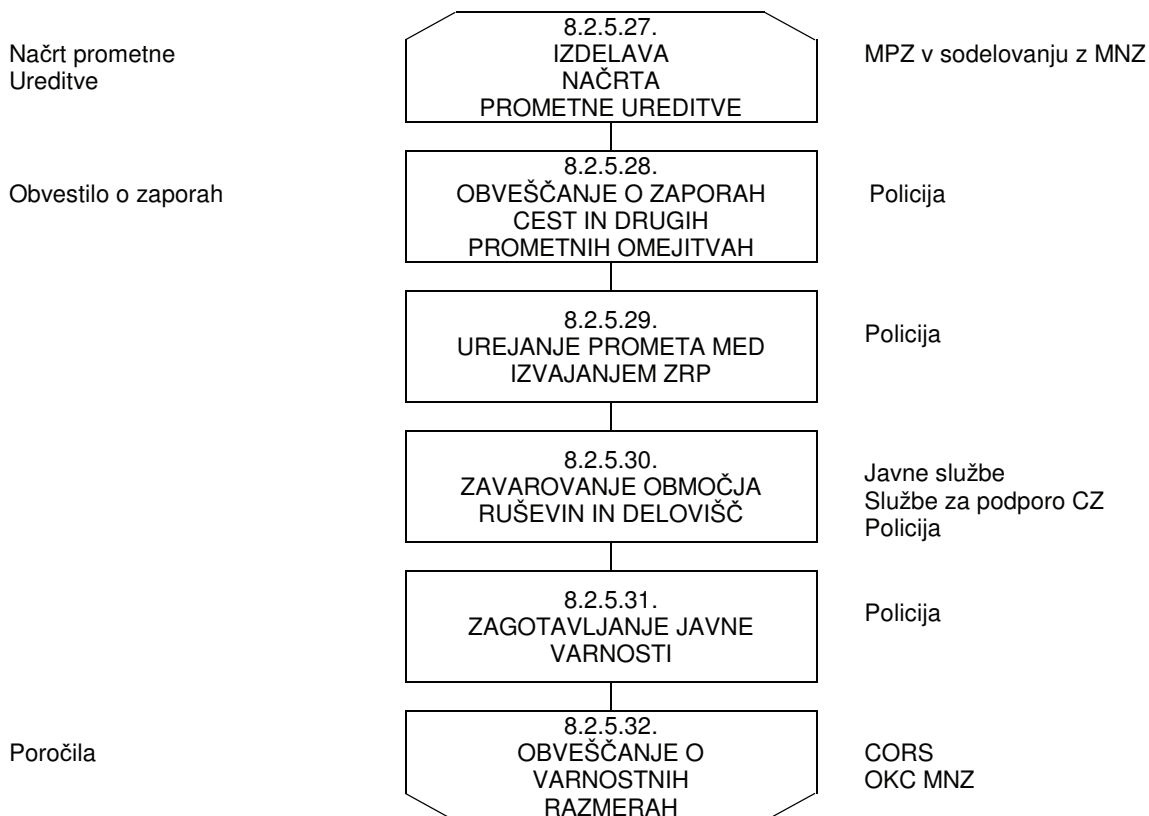 8.2.5.27.
Načrt prometne
Ureditve
IZDELAVA
NAČRTA
PROMETNE UREDITVE
MPZ v sodelovanju z MNZ
8.2.5.28.
Obvestilo o zaporah
OBVEŠČANJE O ZAPORAH
CEST IN DRUGIH
PROMETNIH OMEJITVAH
Policija
8.2.5.29.
UREJANJE PROMETA MED
IZVAJANJEM ZRP
Policija
8.2.5.30.
ZAVAROVANJE OBMOČJA
RUŠEVIN IN DELOVIŠČ
Javne službe
Službe za podporo CZ
Policija
8.2.5.31.
ZAGOTAVLJANJE JAVNE
VARNOSTI
Policija
8.2.5.32.
Poročila
OBVEŠČANJE O
VARNOSTNIH
RAZMERAH
CORS
OKC MNZ